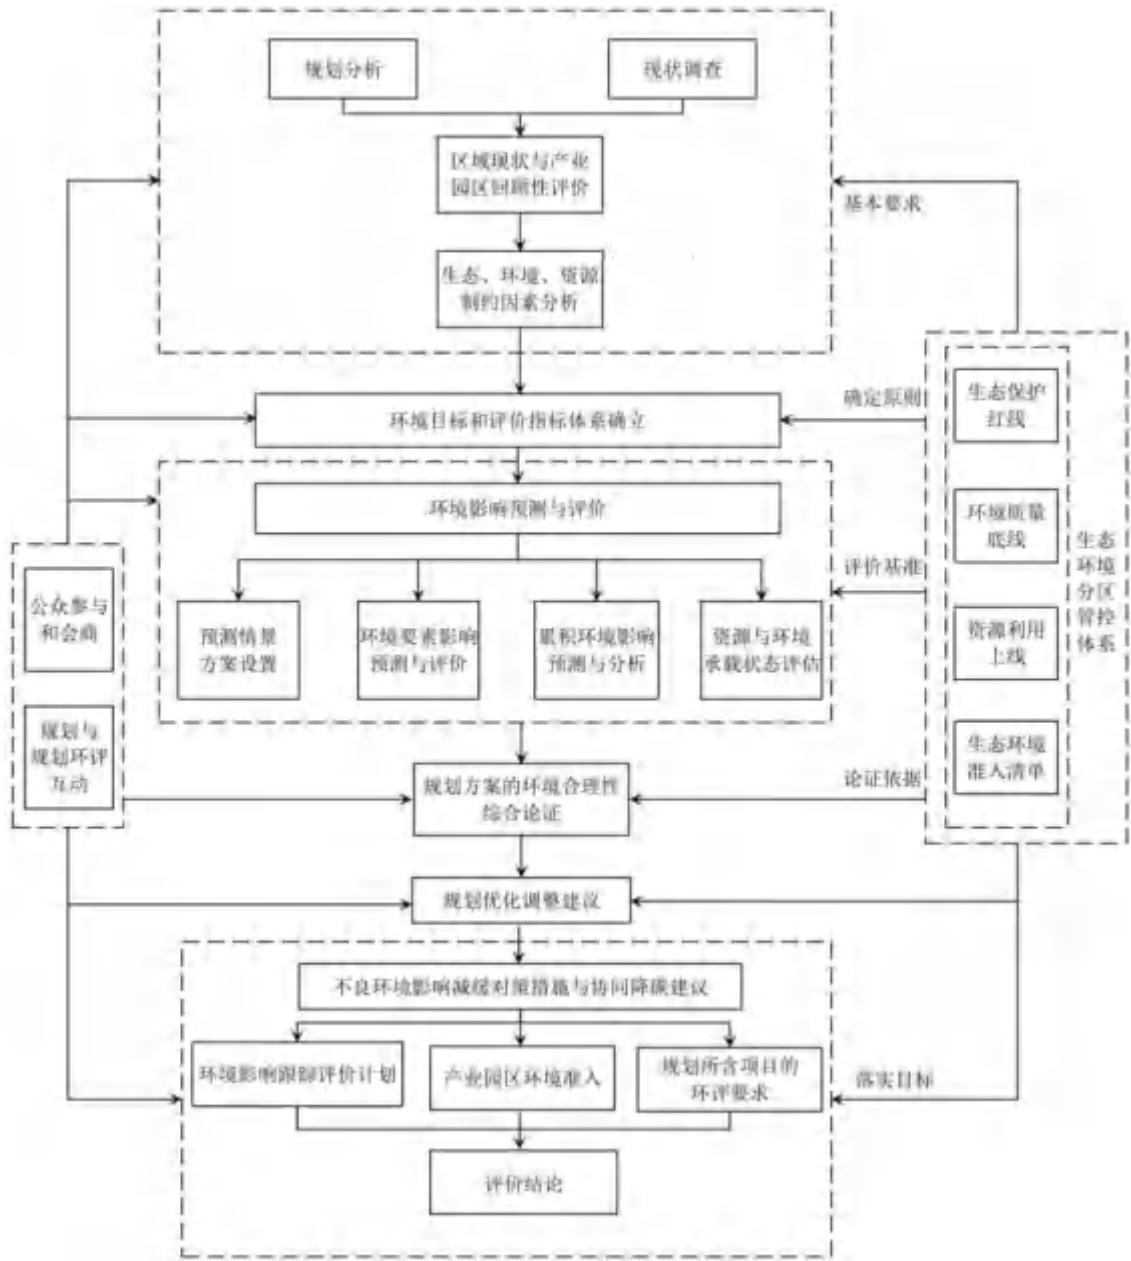 规划分析
现状调查
区域现状与产业
园区回顾性评价
基本要求
生态、环境、资源
制约因素分析
环境目标和评价指标体系确立
确定原则
环境影响预测与评价
预测情景
方案设置
环境要素影响
预测与评价
累积环境影响
预测与分析
资源与环境
承载状态评估
评价基准
公众参与
和会商
规划与
规划环评
互动
生态保护
红线
环境质量
底线
资源利用
上线
生态环境
准入清单
生态
环境
分区
管控
体系
规划方案的环境合理性
综合论证
论证依据
规划优化调整建议
不良环境影响减缓对策措施与协同降碳建议
环境影响跟踪评价计划
产业园区环境准入
规划所含项目的
环评要求
落实目标
评价结论